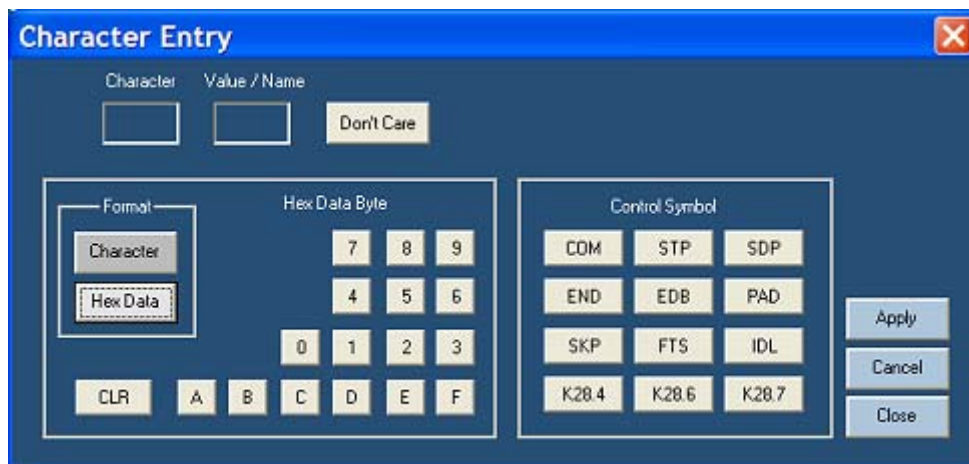 Character Entry
Character Value / Name
Don't Care
Format Hex Data Byte
Character 7 8 9
Hex Data 4 5 6
0 1 2 3
CLR A B C D E F
Control Symbol
COM STP SDP
END EDB PAD
SKP FTS IDL
K28.4 K28.6 K28.7
Apply
Cancel
Close